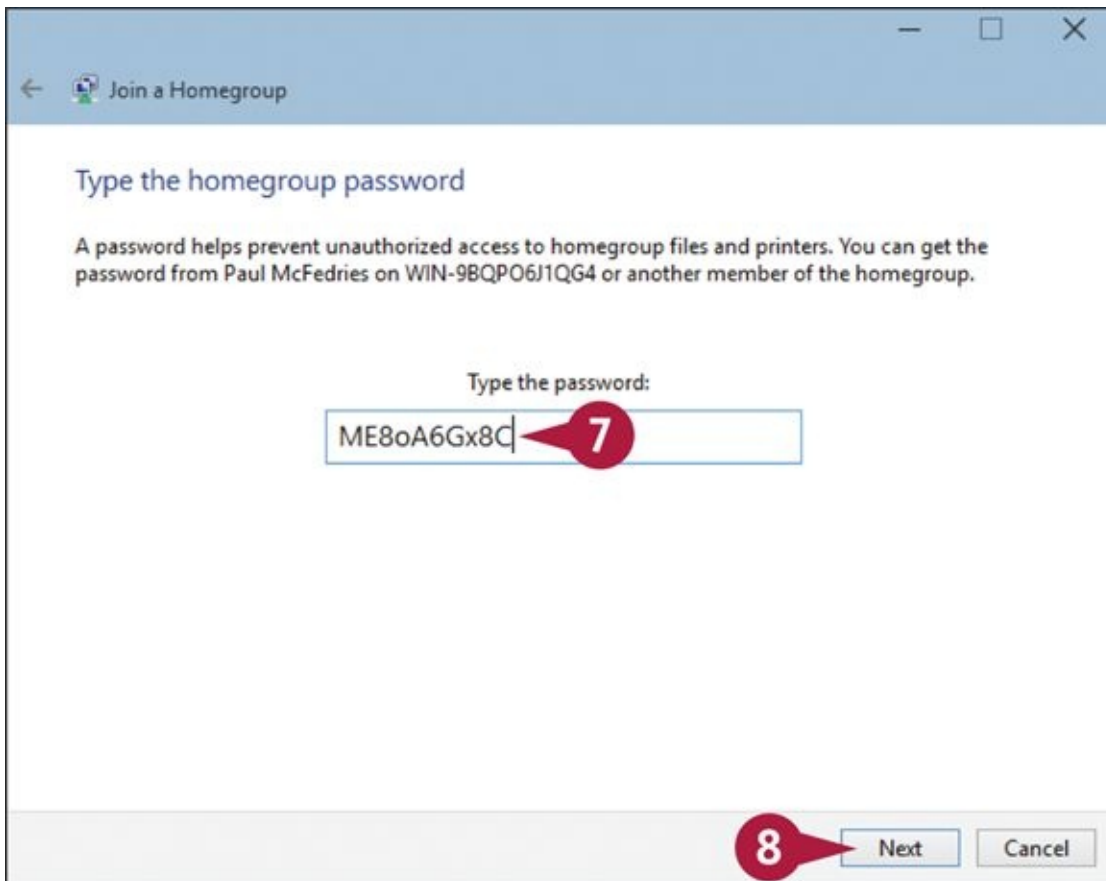 Join a Homegroup
Type the homegroup password
A password helps prevent unauthorized access to homegroup files and printers. You can get the
password from Paul McFedries on WIN-9BQPO6J1QG4 or another member of the homegroup.
Type the password:
ME8oA6Gx8C
7
8
Next
Cancel